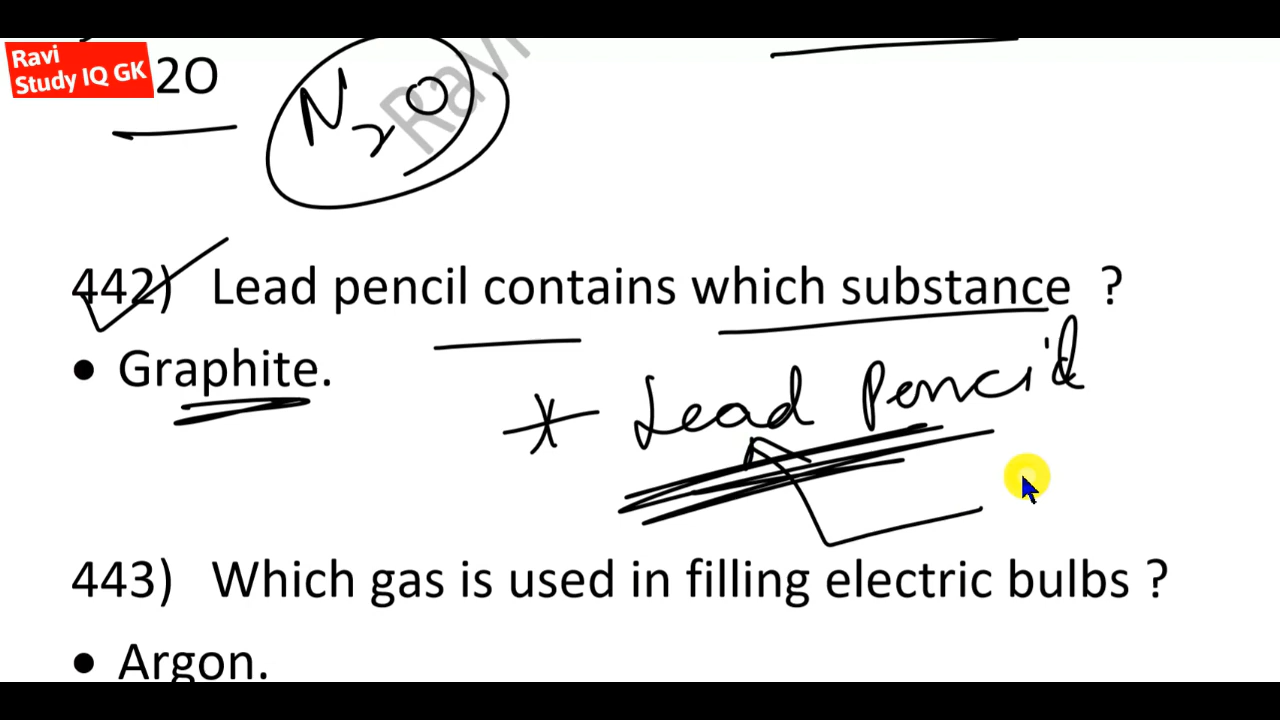 Ravi
Study IQ GK
2O
N2O
Ravi
442) Lead pencil contains which substance ?
• Graphite.
* Lead Pencil
443) Which gas is used in filling electric bulbs ?
• Argon.